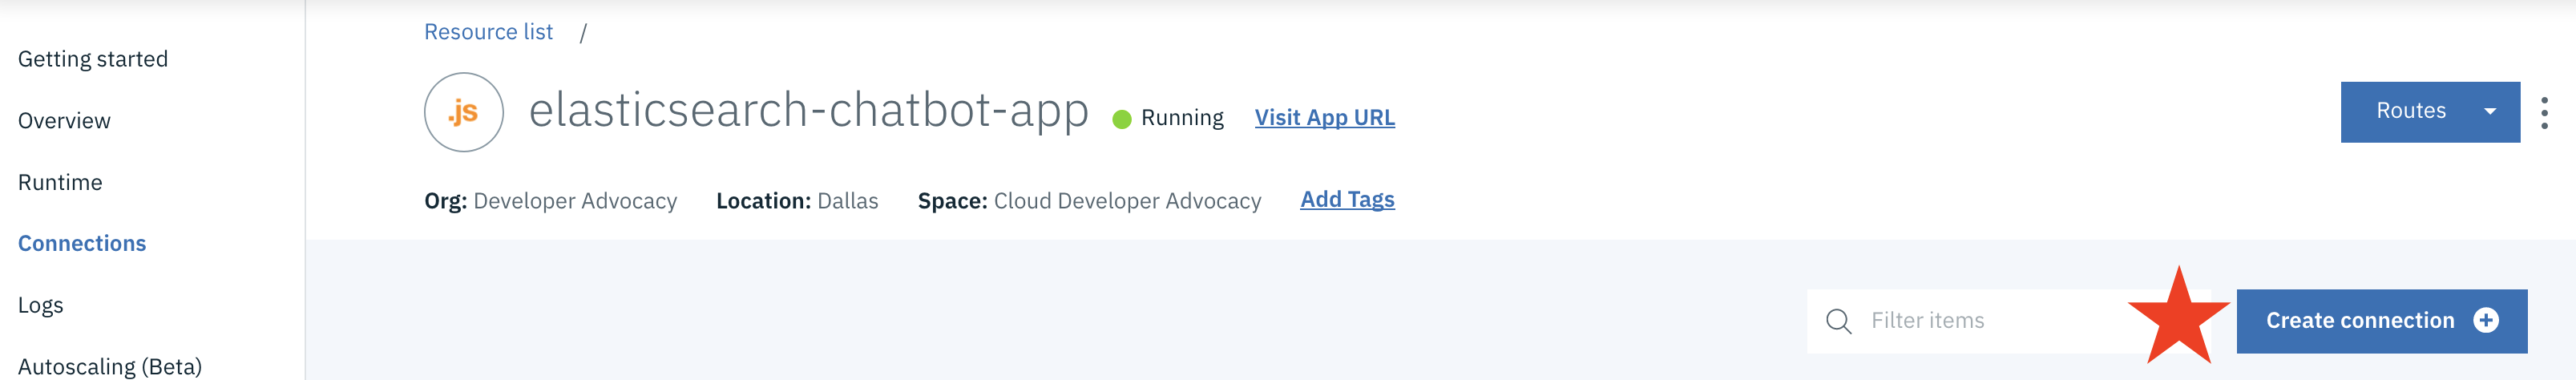 Getting started
Overview
Runtime
Connections
Logs
Autoscaling (Beta)
Resource list /
.js elasticsearch-chatbot-app Running Visit App URL
Routes
Org: Developer Advocacy Location: Dallas Space: Cloud Developer Advocacy Add Tags
Filter items
Create connection